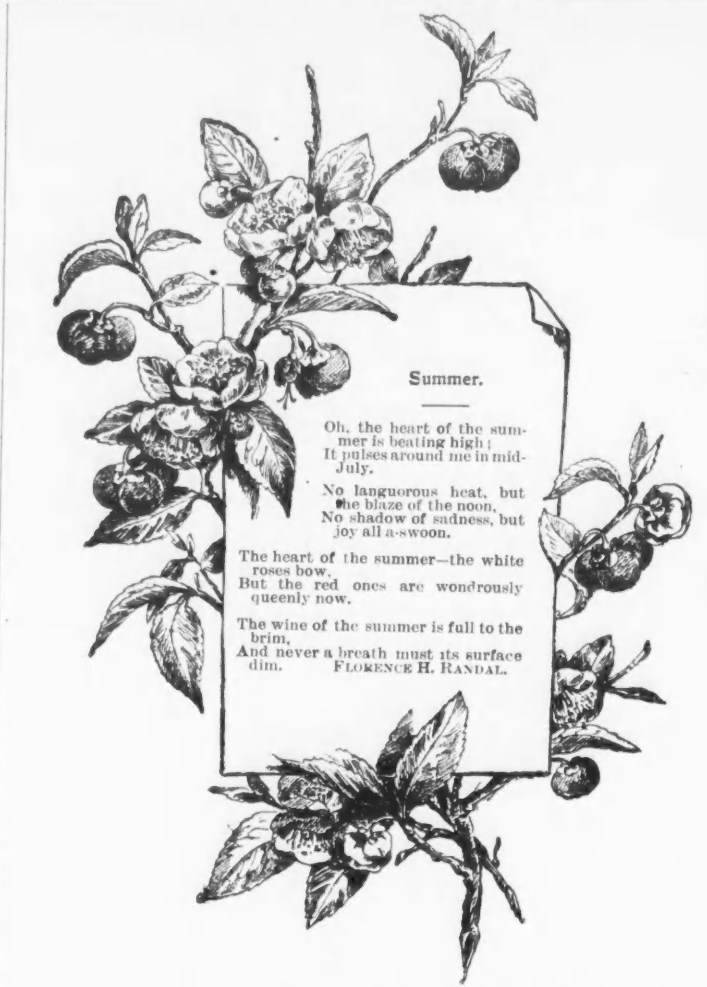 Summer.
Oh, the heart of the sum-
mer is beating high;
It pulses around me in mid-
July.
No languorous heat, but
the blaze of the noon,
No shadow of sadness, but
joy all a-swoon.
The heart of the summer—the white
roses bow,
But the red ones are wondrously
queenly now.
The wine of the summer is full to the
brim,
And never a breath must its surface
dim. FLORENCE H. RANDAL.